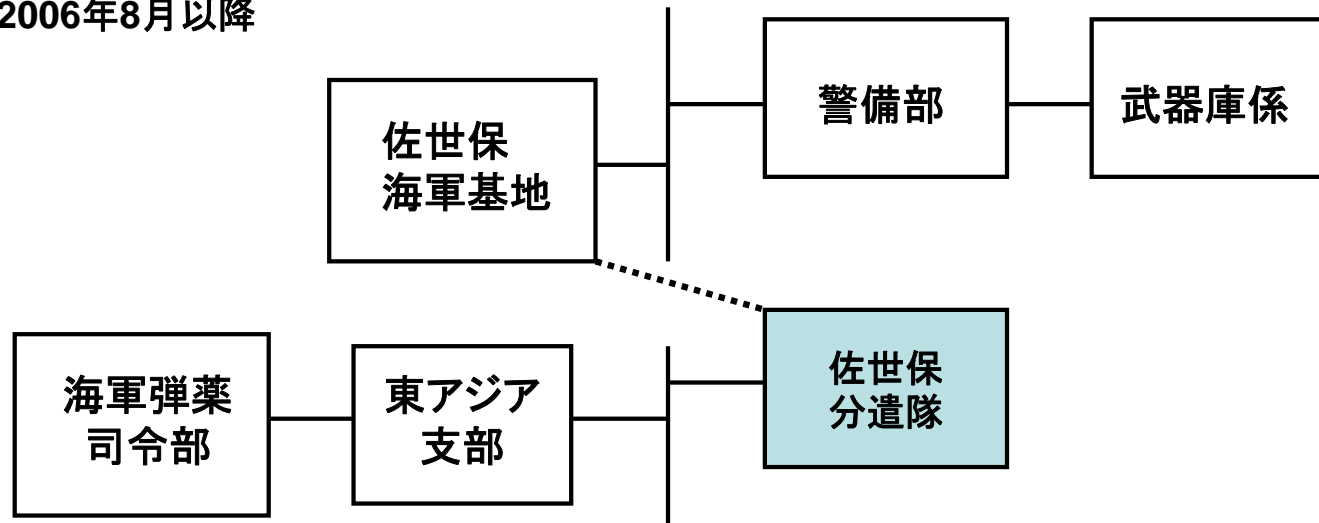 2006年8月以降
警備部
武器庫係
佐世保
海軍基地
佐世保
分遣隊
海軍弾薬
司令部
東アジア
支部